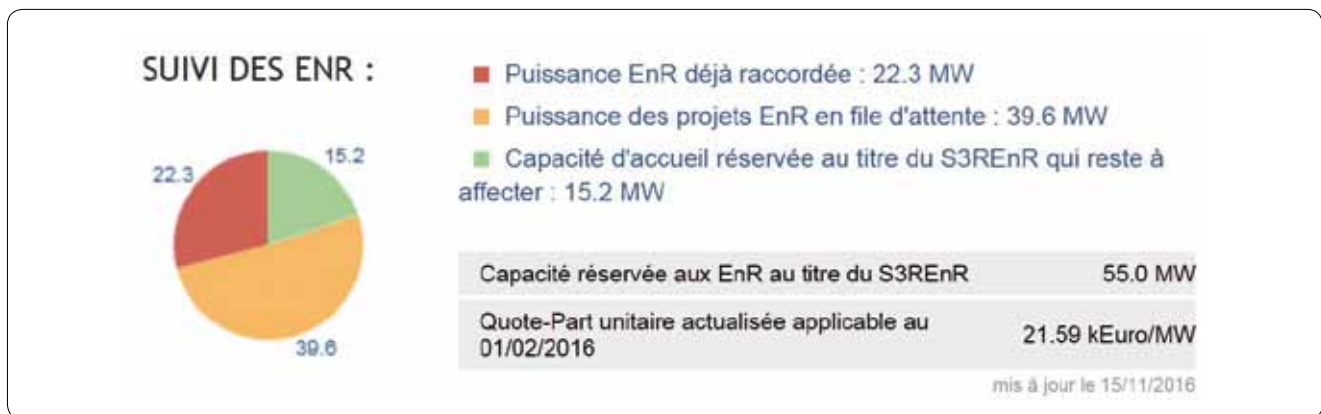 SUIVI DES ENR :
Puissance EnR déjà raccordée : 22.3 MW
Puissance des projets EnR en file d'attente : 39.6 MW
Capacité d'accueil réservée au titre du S3REnR qui reste à
affecter : 15.2 MW
22.3
15.2
39.6
Capacité réservée aux EnR au titre du S3REnR 55.0 MW
Quote-Part unitaire actualisée applicable au
01/02/2016 21.59 kEuro/MW
mis à jour le 15/11/2016